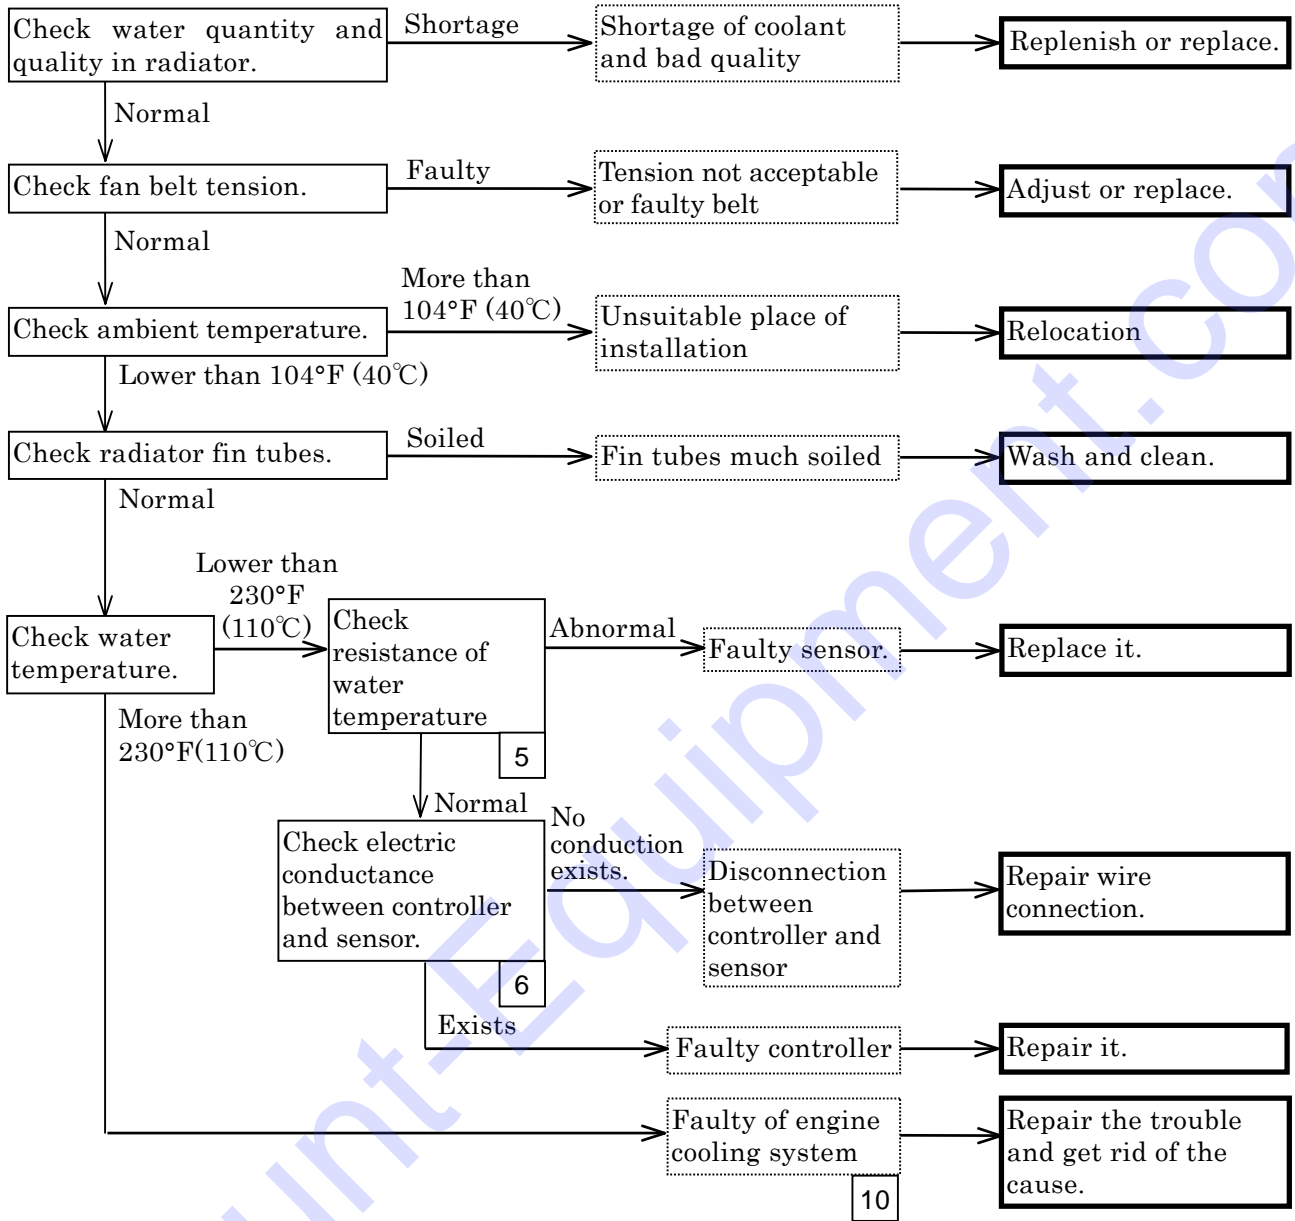 Check water quantity and
quality in radiator.
Shortage
Shortage of coolant
and bad quality
Replenish or replace.
Normal
Check fan belt tension.
Faulty
Tension not acceptable
or faulty belt
Adjust or replace.
Normal
Check ambient temperature.
More than
104°F (40℃)
Unsuitable place of
installation
Relocation
Lower than 104°F (40℃)
Check radiator fin tubes.
Soiled
Fin tubes much soiled
Wash and clean.
Normal
Check water
temperature.
Lower than
230°F
(110℃)
Check
resistance of
water
temperature
5
Abnormal
Faulty sensor.
Replace it.
More than
230°F(110℃)
Normal
Check electric
conductance
between controller
and sensor.
6
No
conduction
exists.
Disconnection
between
controller and
sensor
Repair wire
connection.
Exists
Faulty controller
Repair it.
Faulty of engine
cooling system
10
Repair the trouble
and get rid of the
cause.
unt-Equipment.com